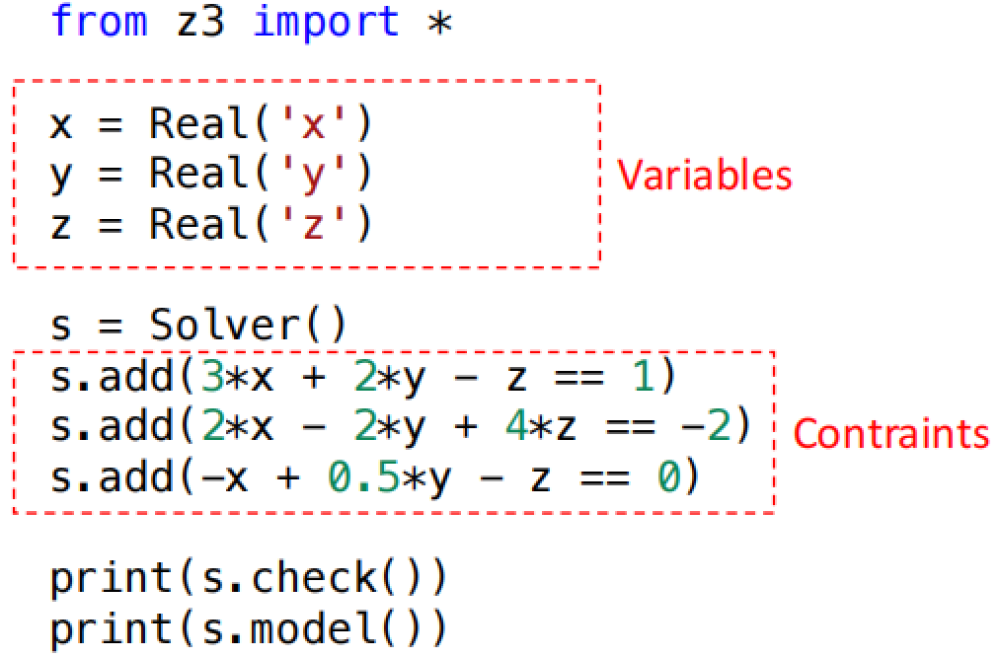 from z3 import *
x = Real('x')
y = Real('y')
z = Real('z')
Variables
s = Solver()
s.add(3*x + 2*y - z == 1)
s.add(2*x - 2*y + 4*z == -2)
s.add(-x + 0.5*y - z == 0)
Contraints
print(s.check())
print(s.model())